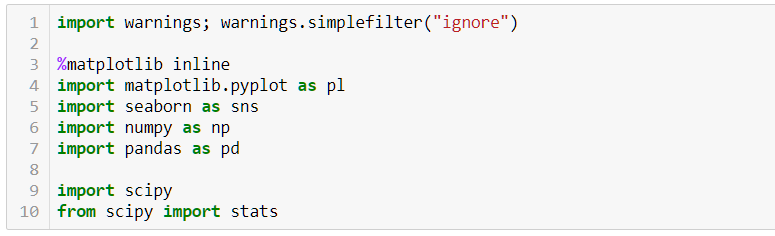 1 import warnings; warnings.simplefilter("ignore")
2
3 %matplotlib inline
4 import matplotlib.pyplot as pl
5 import seaborn as sns
6 import numpy as np
7 import pandas as pd
8
9 import scipy
10 from scipy import stats